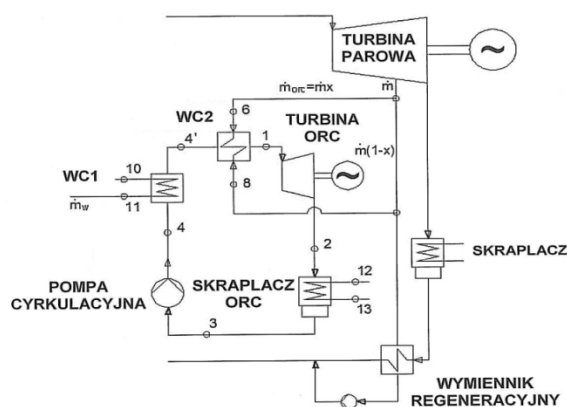 TURBINA
PAROWA
~
ṁorc=ṁx
ṁ
WC2
6
TURBINA
ORC
4'
1
ṁ(1-x)
~
WC1
10
8
ṁw
11
4
2
SKRAPLACZ
POMPA
CYRKULACYJNA
SKRAPLACZ
ORC
12
13
3
WYMIENNIK
REGENERACYJNY